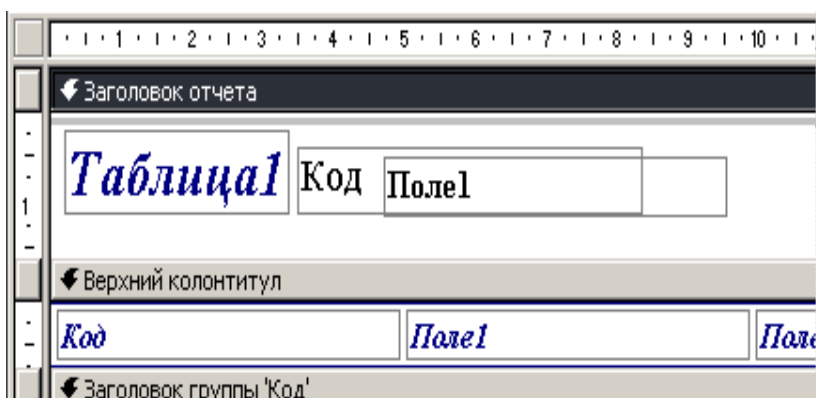 1 2 3 4 5 6 7 8 9 10
Заголовок отчета
Таблица1 Код Поле1
1
Верхний колонтитул
Код Поле1 Поле
Заголовок группы 'Код'